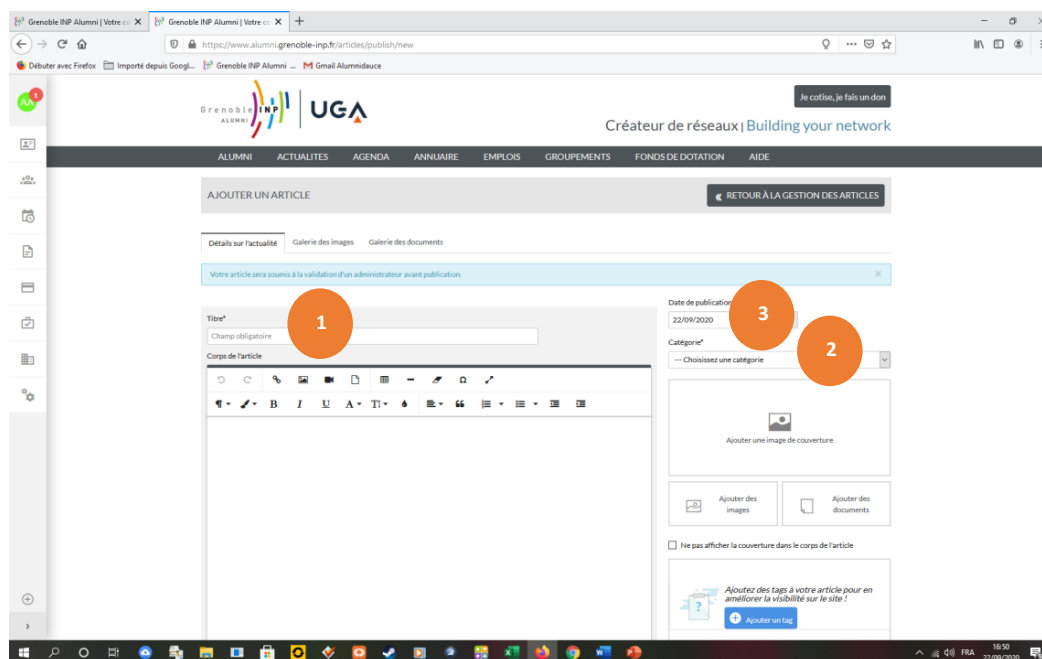 Grenoble INP Alumni | Votre co
Grenoble INP Alumni | Votre co
https://www.alumni.grenoble-inp.fr/articles/publish/new
Débuter avec Firefox Importé depuis Googl... Grenoble INP Alumni ... M Gmail Alumnidauce
AA
1
Grenoble INP
ALUMNI
UGA
Je cotise, je fais un don
Créateur de réseaux | Building your network
ALUMNI ACTUALITES AGENDA ANNUAIRE EMPLOIS GROUPEMENTS FONDS DE DOTATION AIDE
AJOUTER UN ARTICLE
« RETOUR À LA GESTION DES ARTICLES
Détails sur l'actualité Galerie des images Galerie des documents
Votre article sera soumis à la validation d'un administrateur avant publication.
Titre*
1
Champ obligatoire
Corps de l'article
B I U A TI
Date de publication
22/09/2020
3
Catégorie*
2
--- Choisissez une catégorie
Ajouter une image de couverture
Ajouter des
images
Ajouter des
documents
Ne pas afficher la couverture dans le corps de l'article
Ajoutez des tags à votre article pour en
améliorer la visibilité sur le site !
Ajouter un tag
FRA
16:50
22/09/2020